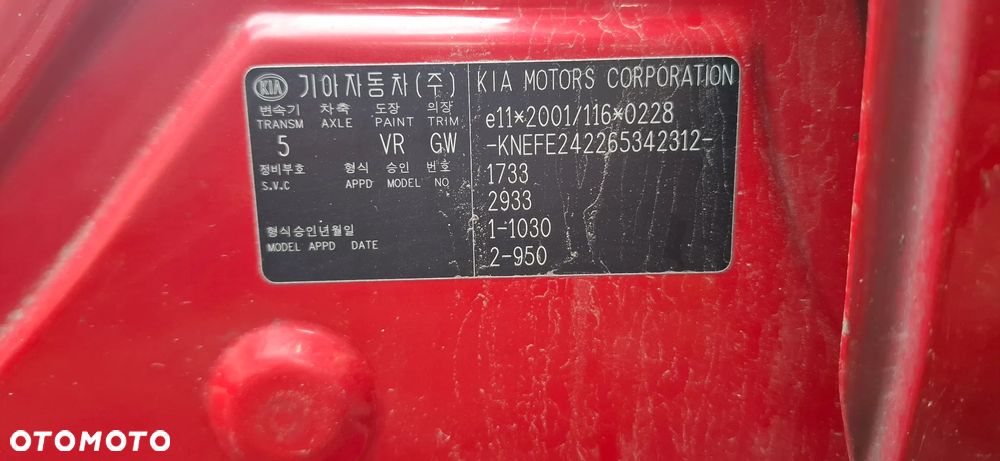 KIA 기아자동차(주)
변속기 차축 도장 의장
TRANSM AXLE PAINT TRIM
5 VR GW
정비부호 형식 승인 번호
S.V.C APPD MODEL NO
형식승인년월일
MODEL APPD DATE
KIA MOTORS CORPORATION
e11*2001/116*0228
-KNEFE242265342312-
1733
2933
1-1030
2-950
OTOMOTO